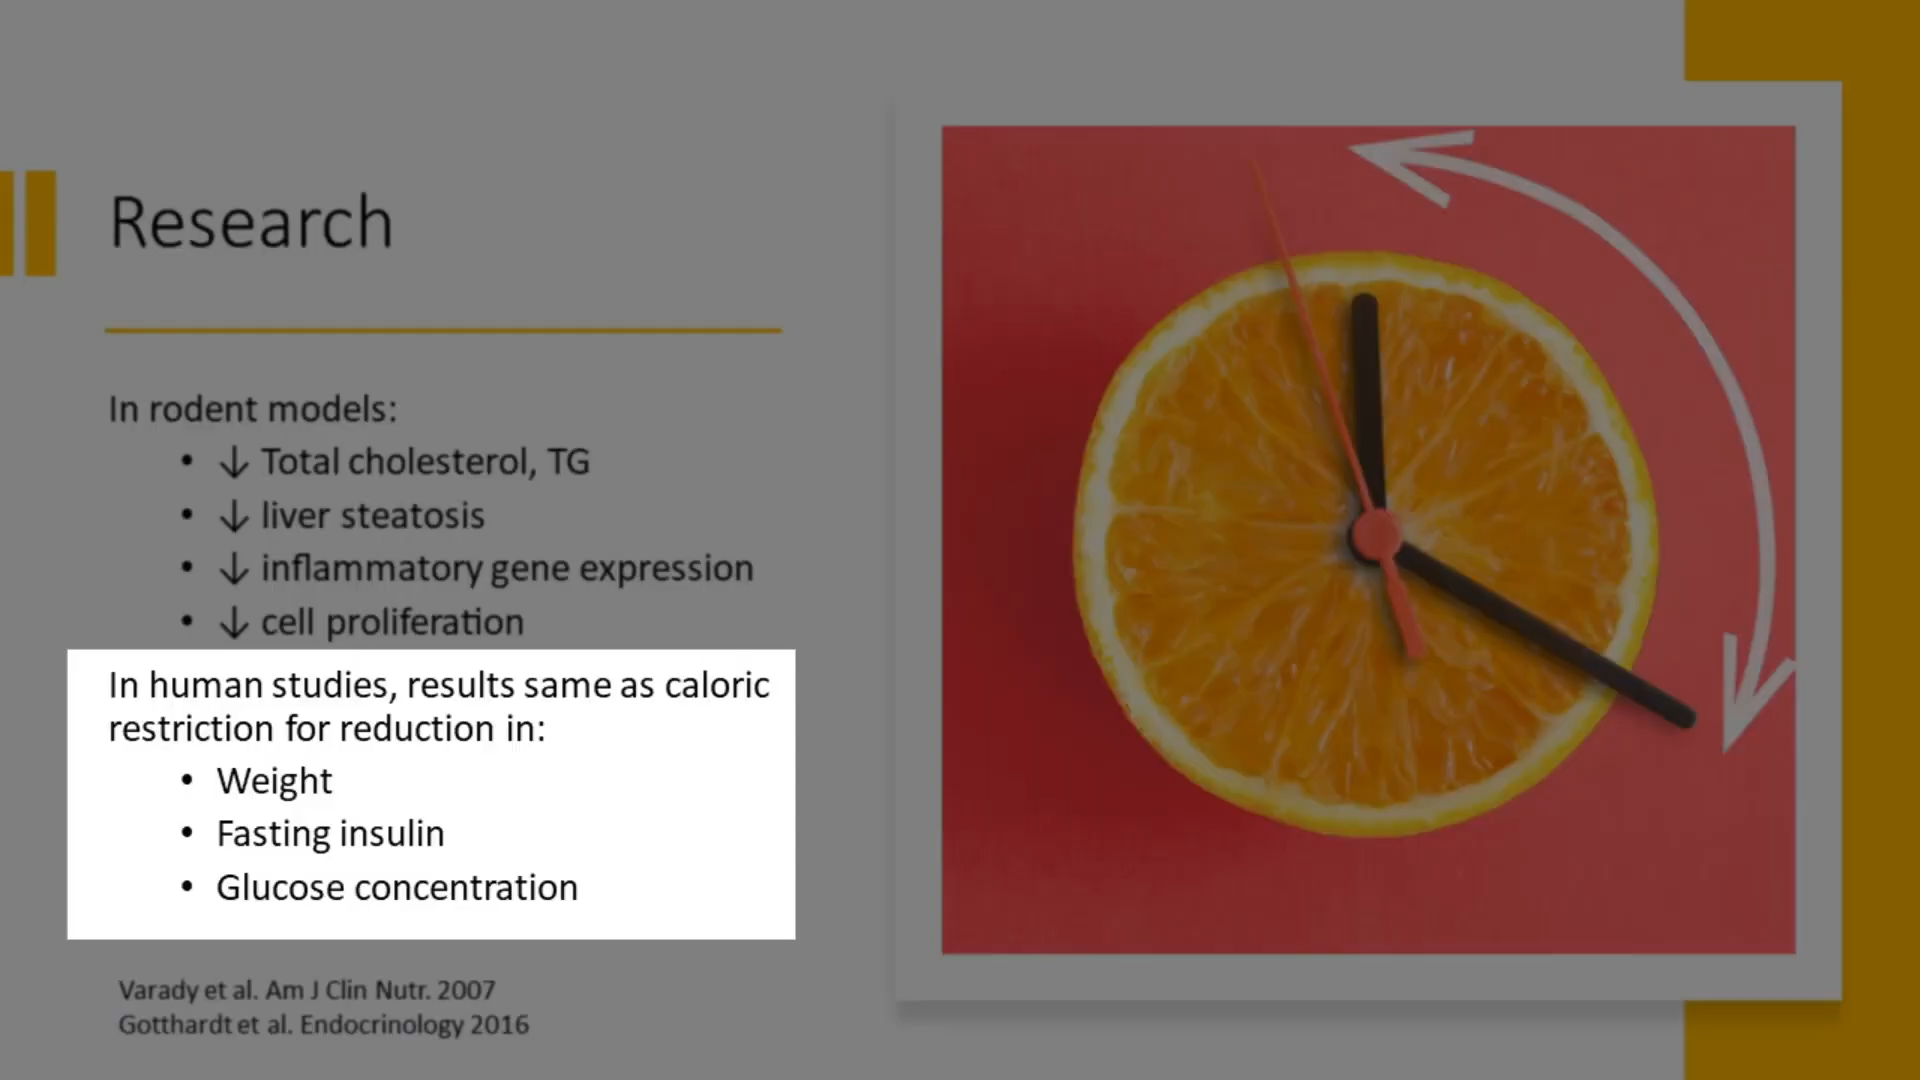 Research
In rodent models:
• ↓ Total cholesterol, TG
• ↓ liver steatosis
• ↓ inflammatory gene expression
• ↓ cell proliferation
In human studies, results same as caloric
restriction for reduction in:
• Weight
• Fasting insulin
• Glucose concentration
Varady et al. Am J Clin Nutr. 2007
Gotthardt et al. Endocrinology 2016